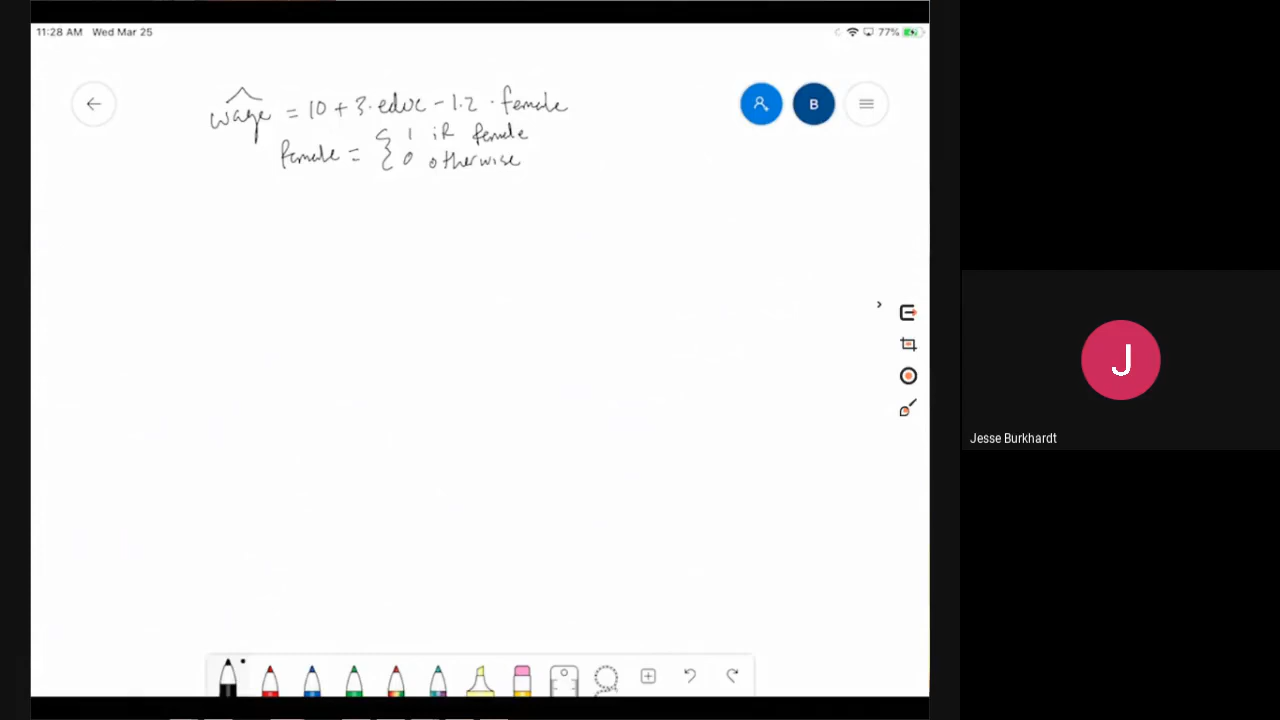 11:28 AM Wed Mar 25
77%
ŵage = 10 + 3·educ - 1.2 · female
female = { 1 if female
0 otherwise
B
J
Jesse Burkhardt